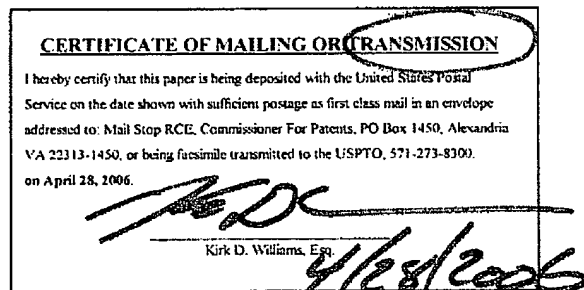 CERTIFICATE OF MAILING OR TRANSMISSION
I hereby certify that this paper is being deposited with the United States Postal
Service on the date shown with sufficient postage as first class mail in an envelope
addressed to: Mail Stop RCE, Commissioner For Patents, PO Box 1450, Alexandria
VA 22313-1450, or being facsimile transmitted to the USPTO, 571-273-8300.
on April 28, 2006.
Kirk D. Williams, Esq.
4/28/2006